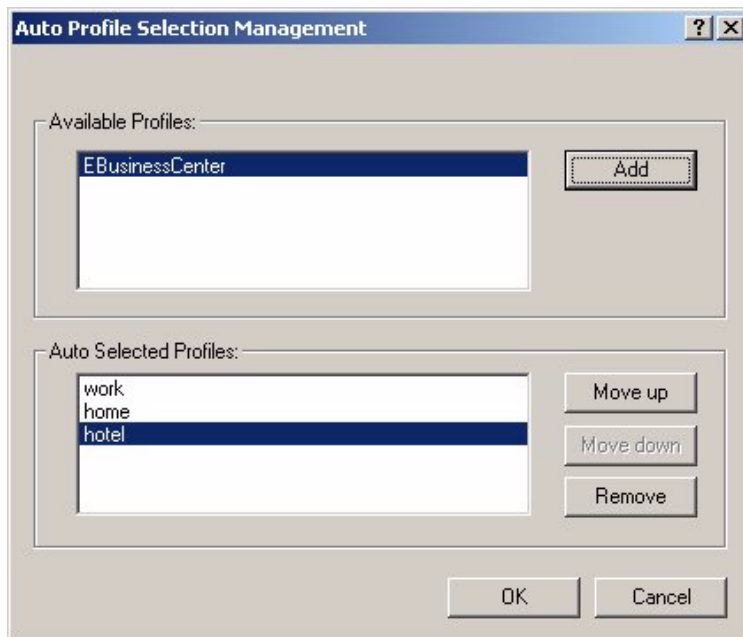 Auto Profile Selection Management
Available Profiles:
EBusinessCenter
Add
Auto Selected Profiles:
work
home
hotel
Move up
Move down
Remove
OK
Cancel